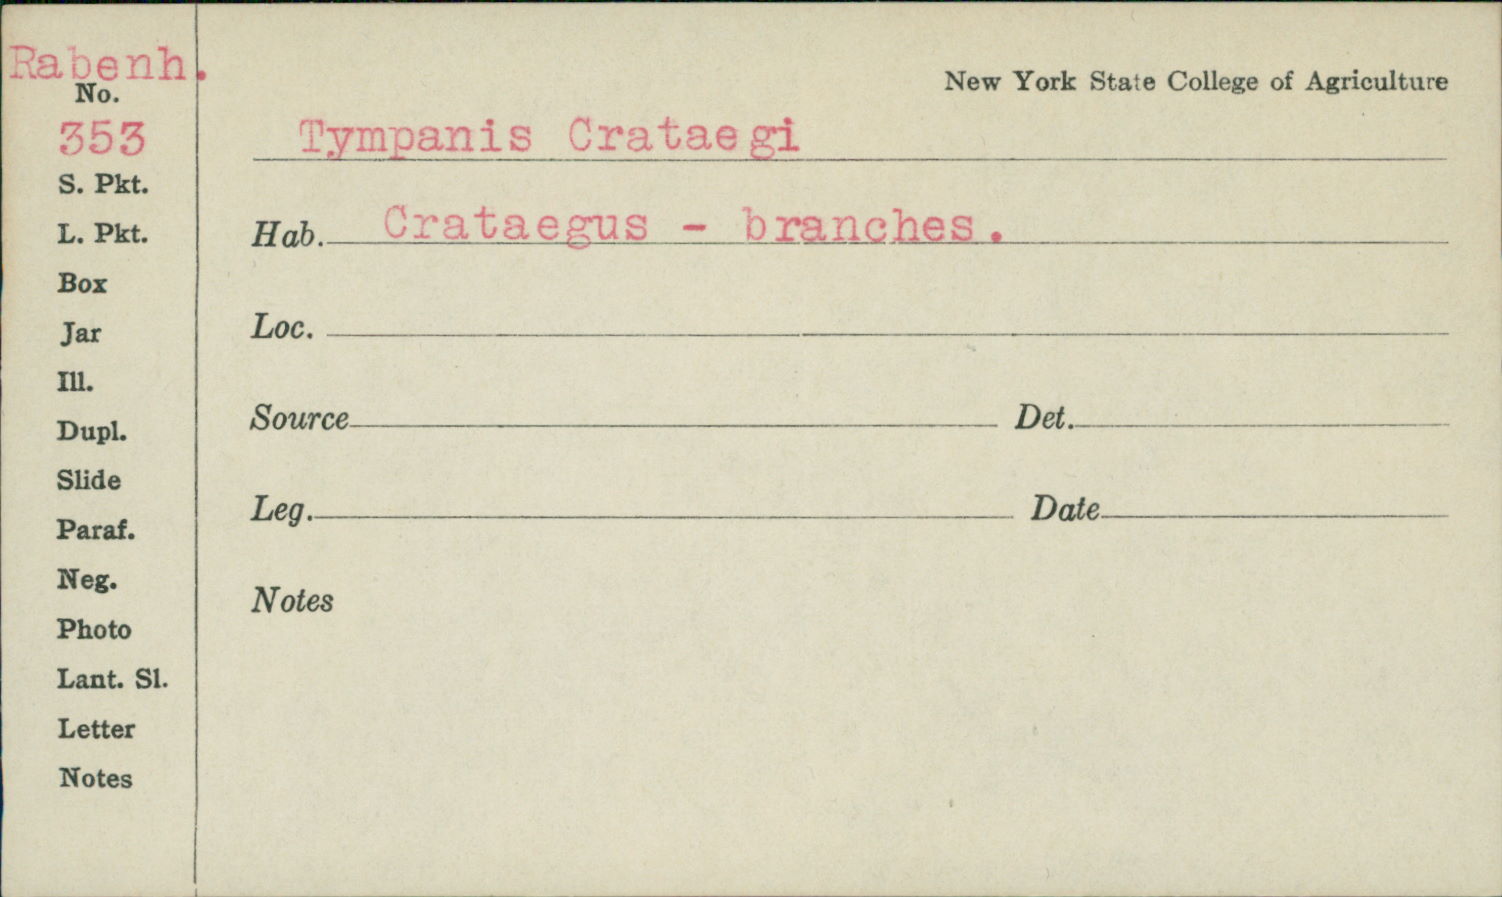 Rabenh.
No.
353
S. Pkt.
L. Pkt.
Box
Jar
Ill.
Dupl.
Slide
Paraf.
Neg.
Photo
Lant. Sl.
Letter
Notes
New York State College of Agriculture
Tympanis Crataegi
Hab. Crataegus - branches.
Loc.
Source Det.
Leg. Date
Notes